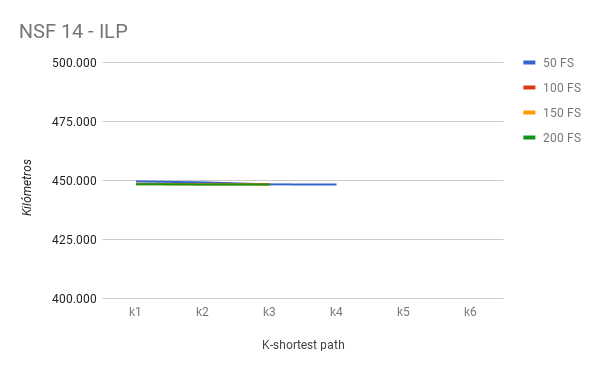 NSF 14 - ILP
500.000
475.000
450.000
425.000
400.000
Kilómetros
k1 k2 k3 k4 k5 k6
K-shortest path
50 FS
100 FS
150 FS
200 FS